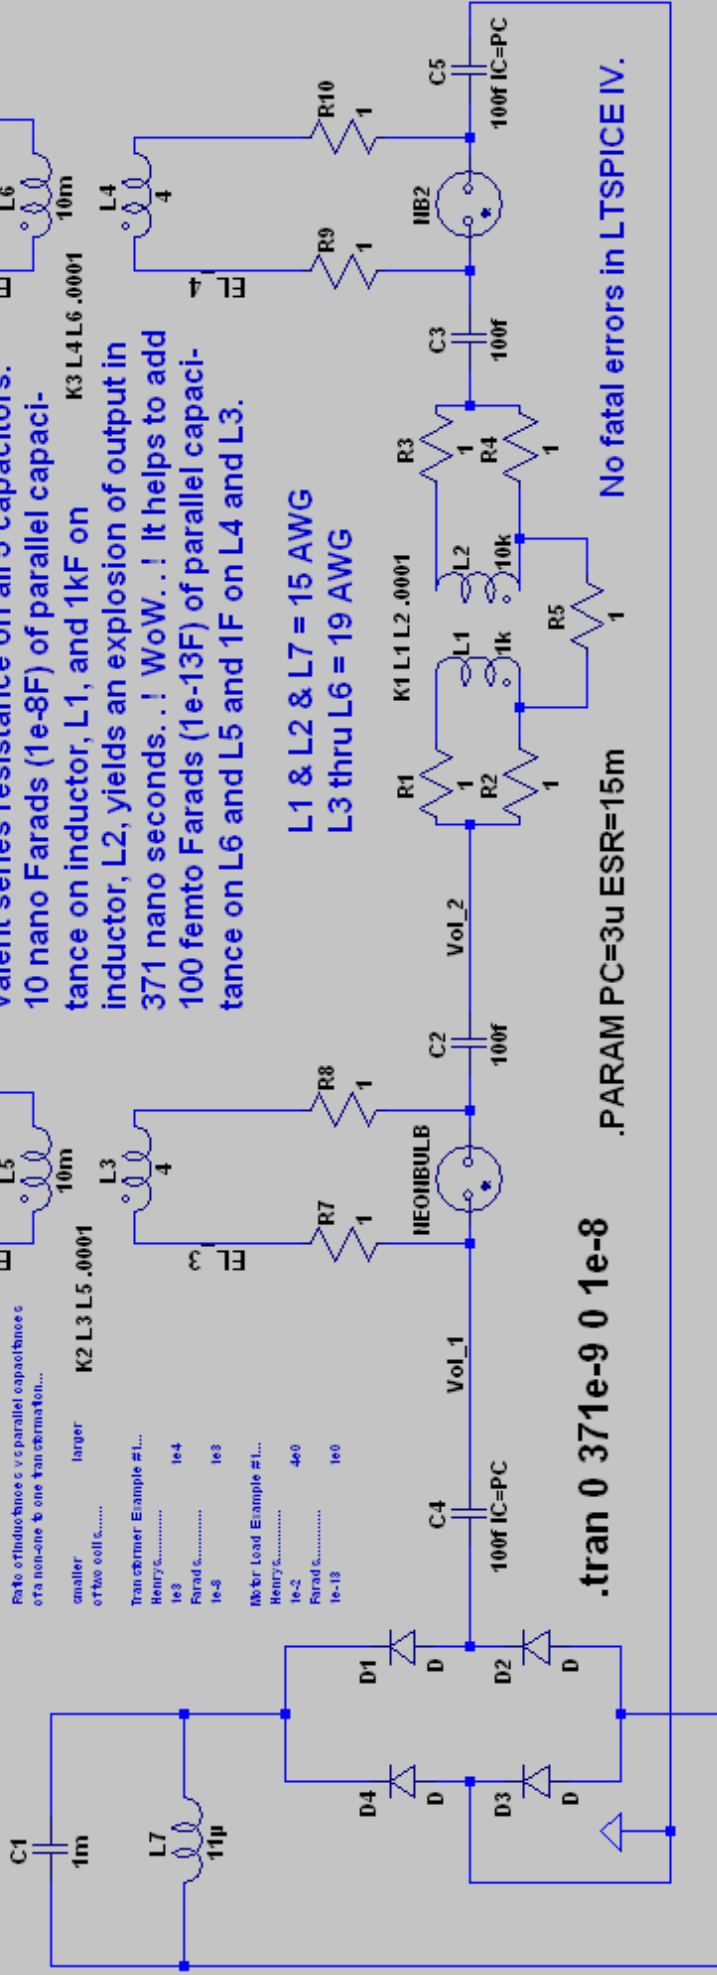 valent series resistance on all 5 capacitors.
10 nano Farads (1e-8F) of parallel capaci-
tance on inductor, L1, and 1kF on
inductor, L2, yields an explosion of output in
371 nano seconds. . ! WoW. . ! It helps to add
100 femto Farads (1e-13F) of parallel capaci-
tance on L6 and L5 and 1F on L4 and L3.
L1 & L2 & L7 = 15 AWG
L3 thru L6 = 19 AWG
Ratio of Inductances vs parallel capacitances
of a non-one to one transformation...
smaller larger
of two coils.......
Transformer Example #1...
Henrys............
1e3 1e4
Farads............
1e-8 1e3
Motor Load Example #1...
Henrys............
1e-2 4e0
Farads............
1e-13 1e0
L5
10m
K2 L3 L5 .0001
L3
4
EL_3
R7
1
R8
1
NEONBULB
L6
10m
K3 L4 L6 .0001
L4
4
EL_4
R9
1
R10
1
NB2
C1
1m
L7
11µ
D1
D
D2
D
D4
D
D3
D
C4
100f IC=PC
Vol_1
C2
100f
Vol_2
R1
1
R2
1
K1 L1 L2 .0001
L1
1k
L2
10k
R3
1
R4
1
R5
1
C3
100f
C5
100f IC=PC
.tran 0 371e-9 0 1e-8
.PARAM PC=3u ESR=15m
No fatal errors in LTSPICE IV.